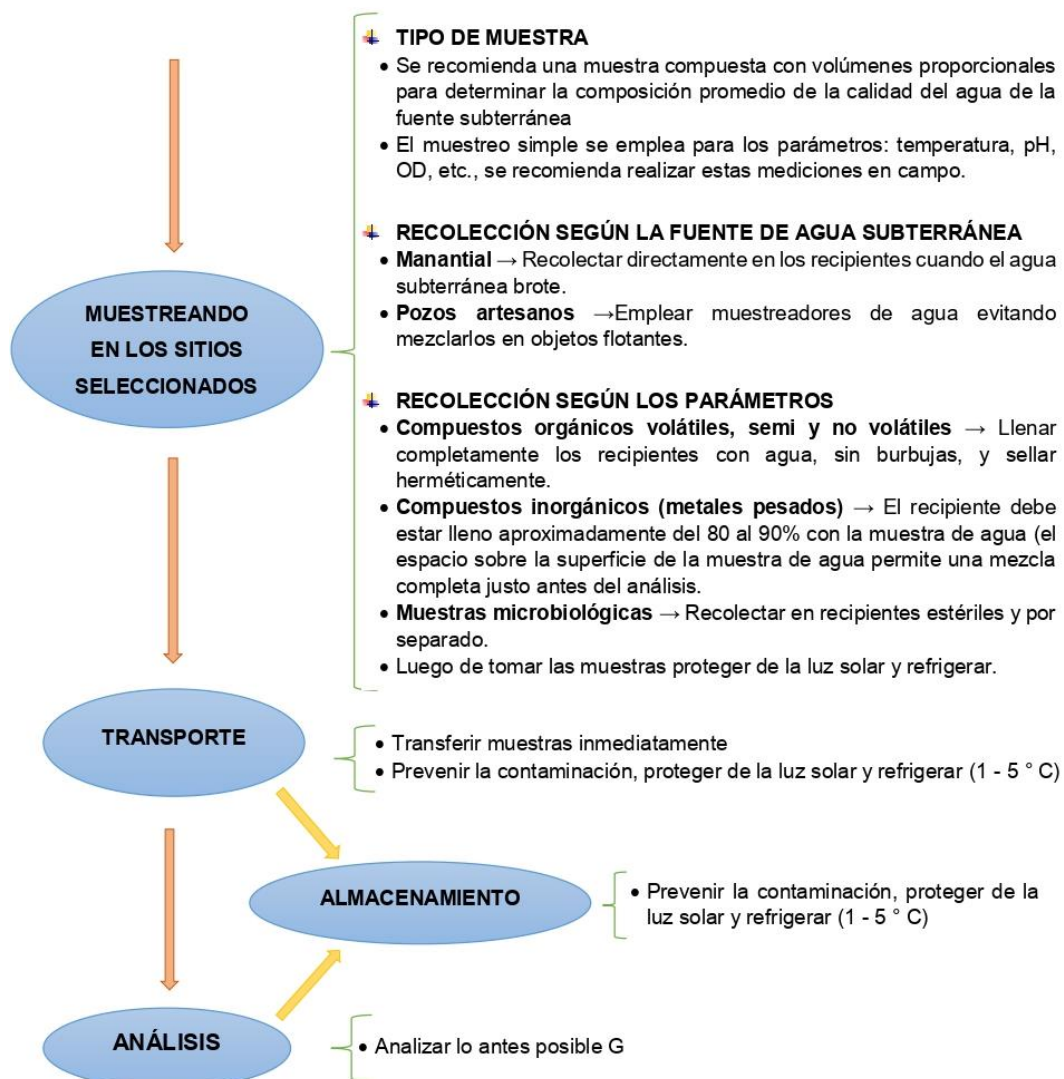 TIPO DE MUESTRA
• Se recomienda una muestra compuesta con volúmenes proporcionales
para determinar la composición promedio de la calidad del agua de la
fuente subterránea
• El muestreo simple se emplea para los parámetros: temperatura, pH,
OD, etc., se recomienda realizar estas mediciones en campo.
RECOLECCIÓN SEGÚN LA FUENTE DE AGUA SUBTERRÁNEA
• Manantial → Recolectar directamente en los recipientes cuando el agua
subterránea brote.
• Pozos artesanos →Emplear muestreadores de agua evitando
mezclarlos en objetos flotantes.
MUESTREANDO
EN LOS SITIOS
SELECCIONADOS
RECOLECCIÓN SEGÚN LOS PARÁMETROS
• Compuestos orgánicos volátiles, semi y no volátiles → Llenar
completamente los recipientes con agua, sin burbujas, y sellar
herméticamente.
• Compuestos inorgánicos (metales pesados) → El recipiente debe
estar lleno aproximadamente del 80 al 90% con la muestra de agua (el
espacio sobre la superficie de la muestra de agua permite una mezcla
completa justo antes del análisis.
• Muestras microbiológicas → Recolectar en recipientes estériles y por
separado.
• Luego de tomar las muestras proteger de la luz solar y refrigerar.
TRANSPORTE
• Transferir muestras inmediatamente
• Prevenir la contaminación, proteger de la luz solar y refrigerar (1 - 5 ° C)
ALMACENAMIENTO
• Prevenir la contaminación, proteger de la
luz solar y refrigerar (1 - 5 ° C)
ANÁLISIS
• Analizar lo antes posible G